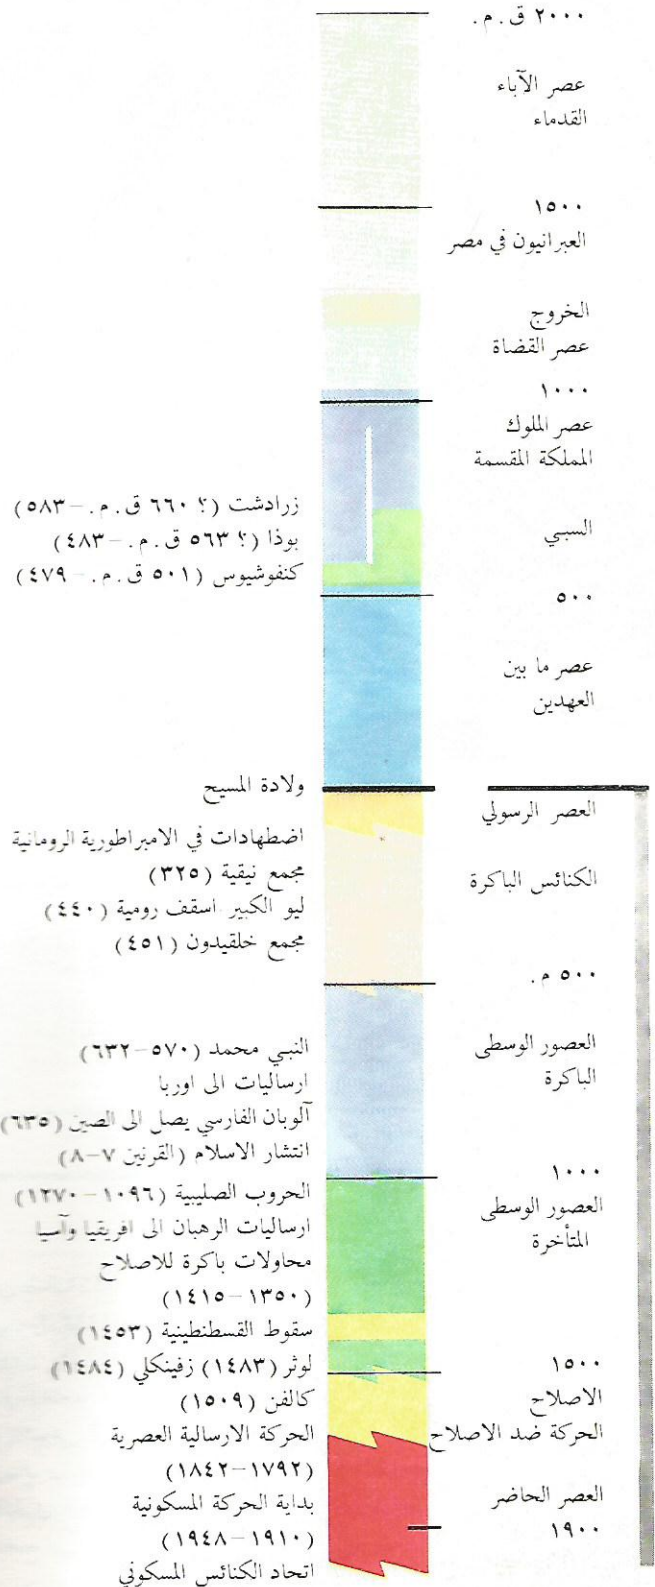 ٢٠٠٠ ق.م.
عصر الآباء
القدماء
١٥٠٠
العبرانيون في مصر
الخروج
عصر القضاة
١٠٠٠
عصر الملوك
المملكة المقسمة
السبي
٥٠٠
عصر ما بين
العهدين
العصر الرسولي
الكنائس الباكرة
٥٠٠ م.
العصور الوسطى
الباكرة
١٠٠٠
العصور الوسطى
المتأخرة
١٥٠٠
الاصلاح
الحركة ضد الاصلاح
العصر الحاضر
١٩٠٠
زرادشت (؟ ٦٦٠ ق.م.-٥٨٣)
بوذا (؟ ٥٦٣ ق.م.-٤٨٣)
كنفوشيوس (٥٠١ ق.م.-٤٧٩)
ولادة المسيح
اضطهادات في الامبراطورية الرومانية
مجمع نيقية (٣٢٥)
ليو الكبير اسقف رومية (٤٤٠)
مجمع خلقيدون (٤٥١)
النبي محمد (٥٧٠-٦٣٢)
ارساليات الى اوربا
آلوبان الفارسي يصل الى الصين (٦٣٥)
انتشار الاسلام (القرنين ٧-٨)
الحروب الصليبية (١٠٩٦-١٢٧٠)
ارساليات الرهبان الى افريقيا وآسيا
محاولات باكرة للاصلاح
(١٣٥٠-١٤١٥)
سقوط القسطنطينية (١٤٥٣)
لوثر (١٤٨٣) زفينكلي (١٤٨٤)
كالفن (١٥٠٩)
الحركة الارسالية العصرية
(١٧٩٢-١٨٤٢)
بداية الحركة المسكونية
(١٩١٠-١٩٤٨)
اتحاد الكنائس المسكوني